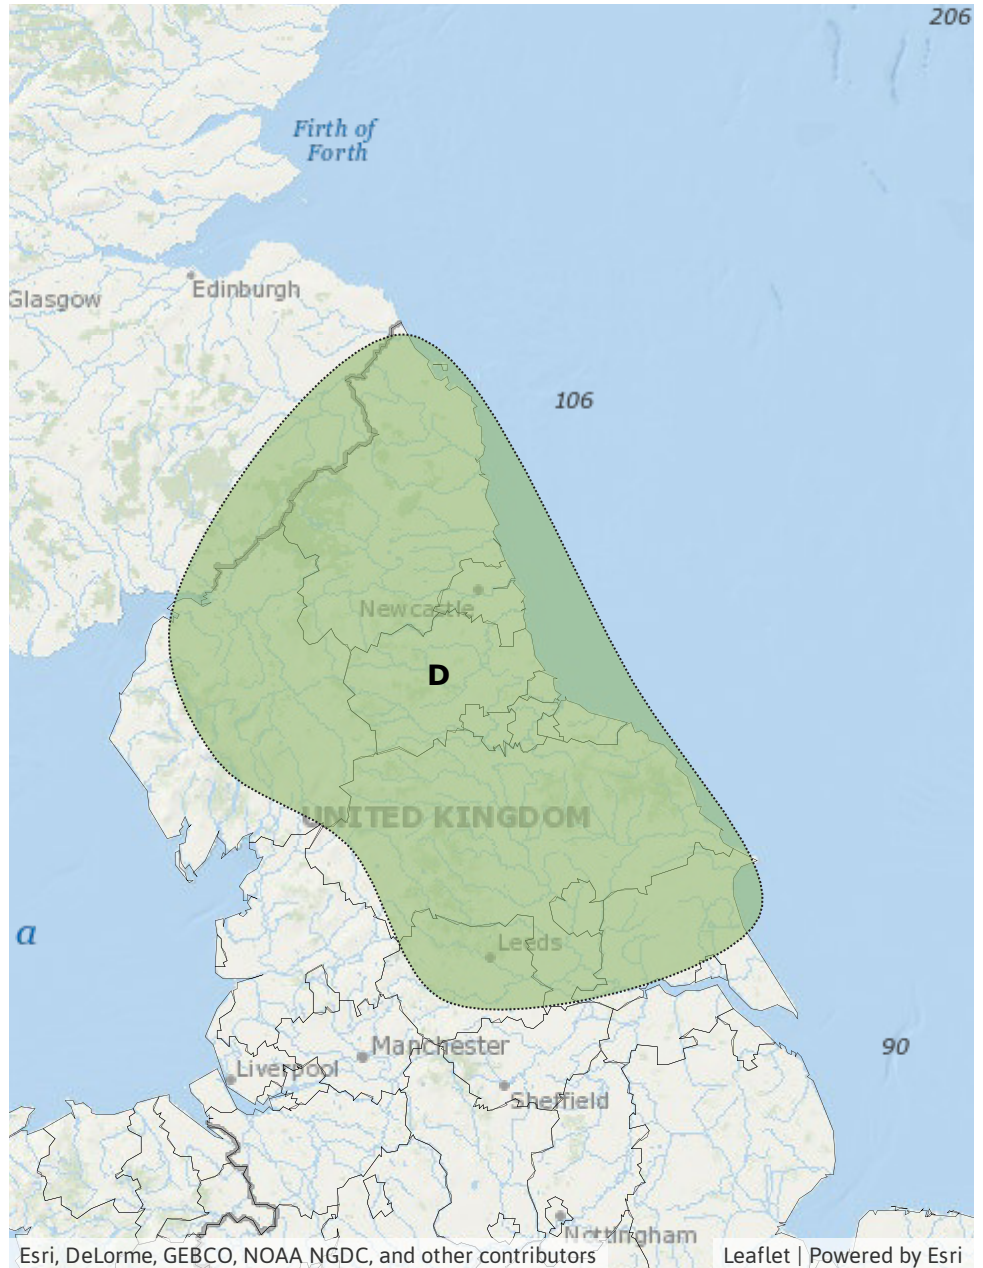 206
Firth of
Forth
Edinburgh
Glasgow
106
Newcastle
D
UNITED KINGDOM
a
Leeds
Manchester
90
Liverpool
Sheffield
Nottingham
Esri, DeLorme, GEBCO, NOAA NGDC, and other contributors
Leaflet | Powered by Esri